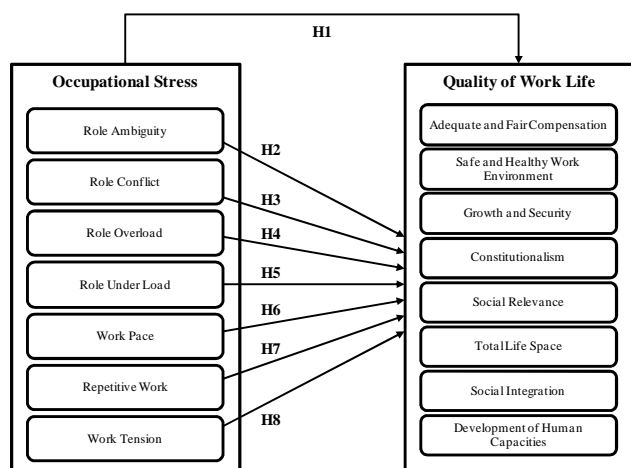 H1
Occupational Stress
Role Ambiguity
Role Conflict
Role Overload
Role Under Load
Work Pace
Repetitive Work
Work Tension
H2
H3
H4
H5
H6
H7
H8
Quality of Work Life
Adequate and Fair Compensation
Safe and Healthy Work
Environment
Growth and Security
Constitutionalism
Social Relevance
Total Life Space
Social Integration
Development of Human
Capacities